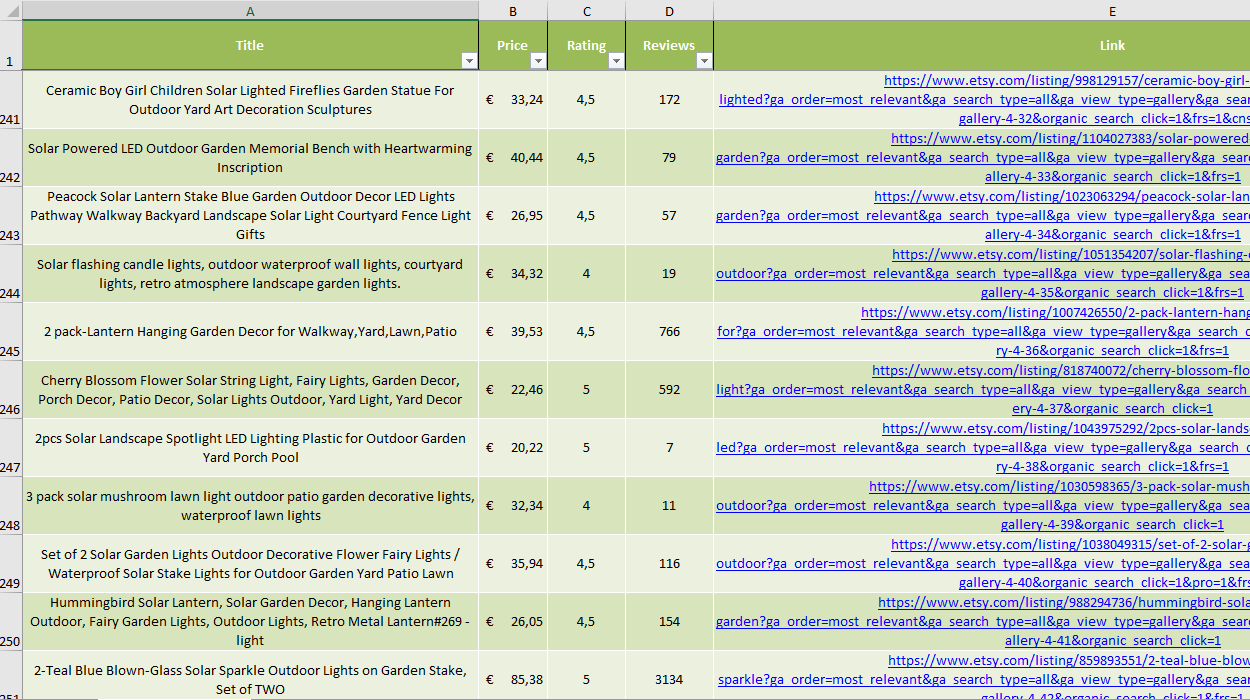 A B C D E
1 Title Price Rating Reviews Link
Ceramic Boy Girl Children Solar Lighted Fireflies Garden Statue For
Outdoor Yard Art Decoration Sculptures
241 € 33,24 4,5 172
https://www.etsy.com/listing/998129157/ceramic-boy-girl-
lighted?ga_order=most_relevant&ga_search_type=all&ga_view_type=gallery&ga_sear
gallery-4-32&organic_search_click=1&frs=1&cns
Solar Powered LED Outdoor Garden Memorial Bench with Heartwarming
Inscription
242 € 40,44 4,5 79
https://www.etsy.com/listing/1104027383/solar-powered
garden?ga_order=most_relevant&ga_search_type=all&ga_view_type=gallery&ga_sear
allery-4-33&organic_search_click=1&frs=1
Peacock Solar Lantern Stake Blue Garden Outdoor Decor LED Lights
Pathway Walkway Backyard Landscape Solar Light Courtyard Fence Light
Gifts
243 € 26,95 4,5 57
https://www.etsy.com/listing/1023063294/peacock-solar-lan
garden?ga_order=most_relevant&ga_search_type=all&ga_view_type=gallery&ga_sear
allery-4-34&organic_search_click=1&frs=1
Solar flashing candle lights, outdoor waterproof wall lights, courtyard
lights, retro atmosphere landscape garden lights.
244 € 34,32 4 19
https://www.etsy.com/listing/1051354207/solar-flashing-
outdoor?ga_order=most_relevant&ga_search_type=all&ga_view_type=gallery&ga_sea
gallery-4-35&organic_search_click=1&frs=1
2 pack-Lantern Hanging Garden Decor for Walkway,Yard,Lawn,Patio
245 € 39,53 4,5 766
https://www.etsy.com/listing/1007426550/2-pack-lantern-hang
for?ga_order=most_relevant&ga_search_type=all&ga_view_type=gallery&ga_search_
ry-4-36&organic_search_click=1&frs=1
Cherry Blossom Flower Solar String Light, Fairy Lights, Garden Decor,
Porch Decor, Patio Decor, Solar Lights Outdoor, Yard Light, Yard Decor
246 € 22,46 5 592
https://www.etsy.com/listing/818740072/cherry-blossom-flo
light?ga_order=most_relevant&ga_search_type=all&ga_view_type=gallery&ga_search
ery-4-37&organic_search_click=1
2pcs Solar Landscape Spotlight LED Lighting Plastic for Outdoor Garden
Yard Porch Pool
247 € 20,22 5 7
https://www.etsy.com/listing/1043975292/2pcs-solar-lands
led?ga_order=most_relevant&ga_search_type=all&ga_view_type=gallery&ga_search_
ry-4-38&organic_search_click=1&frs=1
3 pack solar mushroom lawn light outdoor patio garden decorative lights,
waterproof lawn lights
248 € 32,34 4 11
https://www.etsy.com/listing/1030598365/3-pack-solar-mush
outdoor?ga_order=most_relevant&ga_search_type=all&ga_view_type=gallery&ga_sea
gallery-4-39&organic_search_click=1
Set of 2 Solar Garden Lights Outdoor Decorative Flower Fairy Lights /
Waterproof Solar Stake Lights for Outdoor Garden Yard Patio Lawn
249 € 35,94 4,5 116
https://www.etsy.com/listing/1038049315/set-of-2-solar-g
outdoor?ga_order=most_relevant&ga_search_type=all&ga_view_type=gallery&ga_sea
gallery-4-40&organic_search_click=1&pro=1&frs
Hummingbird Solar Lantern, Solar Garden Decor, Hanging Lantern
Outdoor, Fairy Garden Lights, Outdoor Lights, Retro Metal Lantern#269 -
light
250 € 26,05 4,5 154
https://www.etsy.com/listing/988294736/hummingbird-sola
garden?ga_order=most_relevant&ga_search_type=all&ga_view_type=gallery&ga_sear
allery-4-41&organic_search_click=1
2-Teal Blue Blown-Glass Solar Sparkle Outdoor Lights on Garden Stake,
Set of TWO
251 € 85,38 5 3134
https://www.etsy.com/listing/859893551/2-teal-blue-blow
sparkle?ga_order=most_relevant&ga_search_type=all&ga_view_type=gallery&ga_sear
gallery-4-42&organic_search_click=1&frs=1